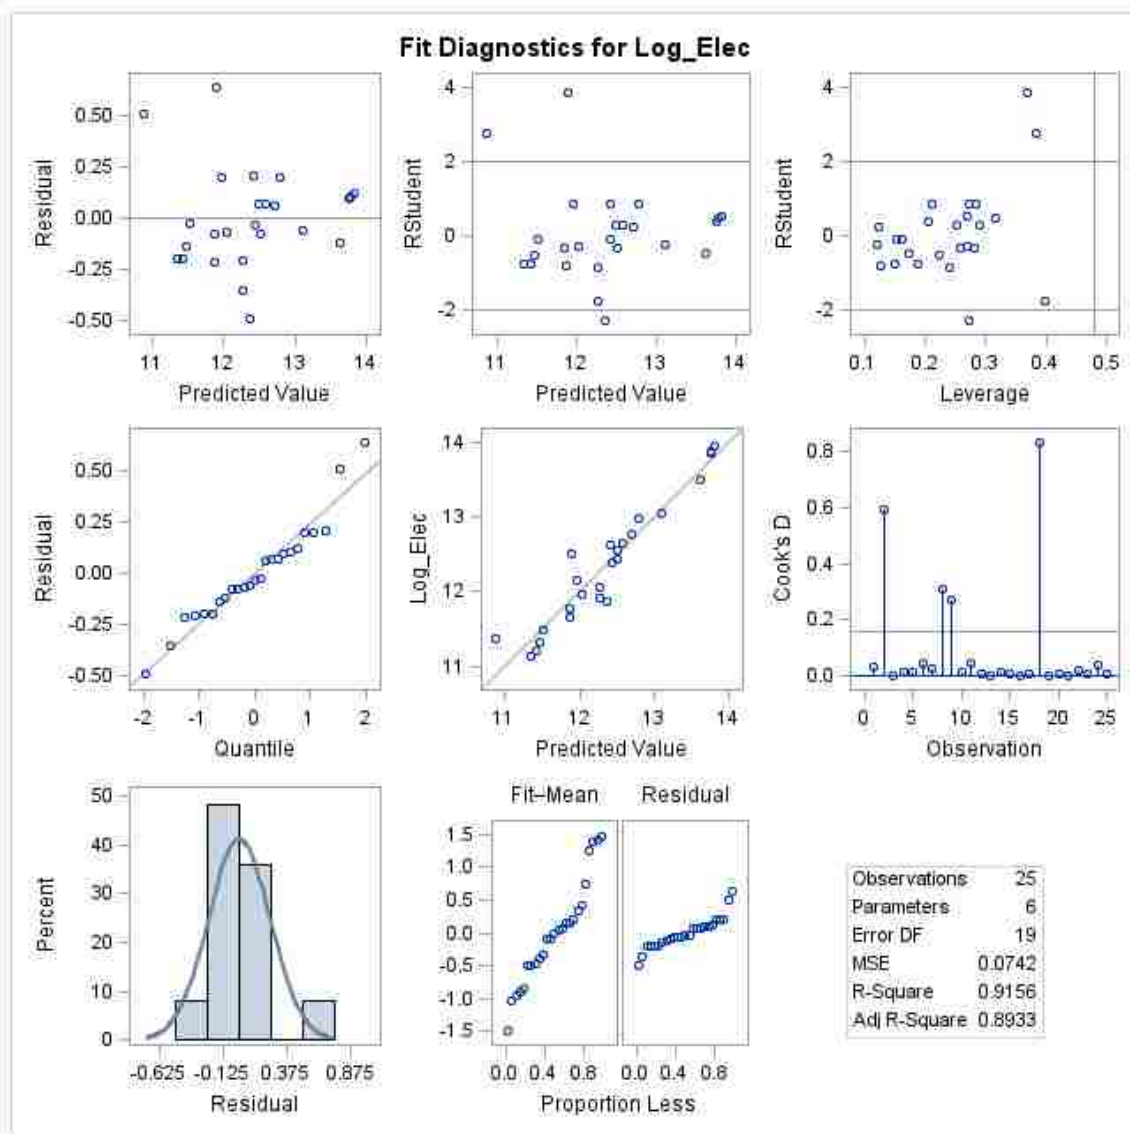 Fit Diagnostics for Log_Elec
Residual
0.50
0.25
0.00
-0.25
-0.50
11 12 13 14
Predicted Value
RStudent
4
2
0
-2
11 12 13 14
Predicted Value
RStudent
4
2
0
-2
0.1 0.2 0.3 0.4 0.5
Leverage
Residual
0.50
0.25
0.00
-0.25
-0.50
-2 -1 0 1 2
Quantile
Log_Elec
14
13
12
11
11 12 13 14
Predicted Value
Cook's D
0.8
0.6
0.4
0.2
0.0
0 5 10 15 20 25
Observation
Percent
50
40
30
20
10
0
-0.625 -0.125 0.375 0.875
Residual
Fit–Mean Residual
1.5
1.0
0.5
0.0
-0.5
-1.0
-1.5
0.0 0.4 0.8 0.0 0.4 0.8
Proportion Less
Observations 25
Parameters 6
Error DF 19
MSE 0.0742
R-Square 0.9156
Adj R-Square 0.8933